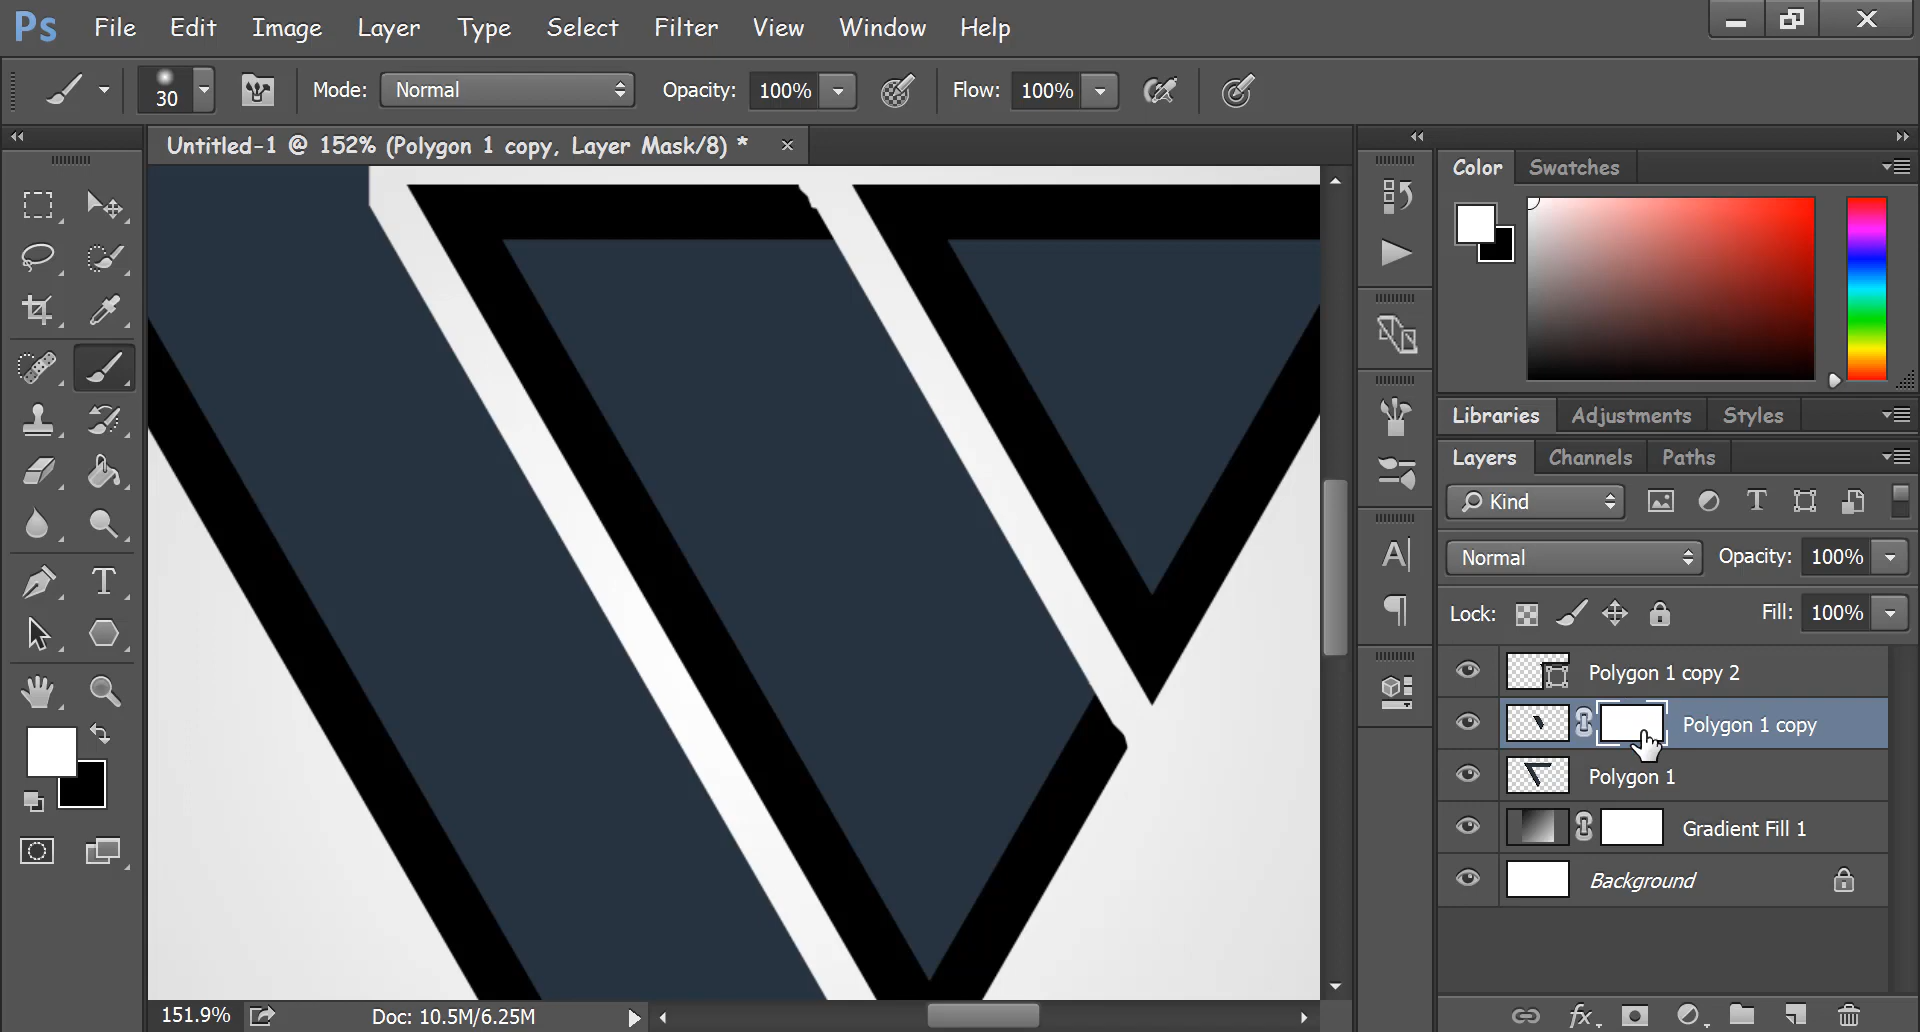 Ps File Edit Image Layer Type Select Filter View Window Help
30 Mode: Normal Opacity: 100% Flow: 100%
Untitled-1 @ 152% (Polygon 1 copy, Layer Mask/8) * ×
Color Swatches
Libraries Adjustments Styles
Layers Channels Paths
Kind
Normal Opacity: 100%
Lock: Fill: 100%
Polygon 1 copy 2
Polygon 1 copy
Polygon 1
Gradient Fill 1
Background
151.9% Doc: 10.5M/6.25M